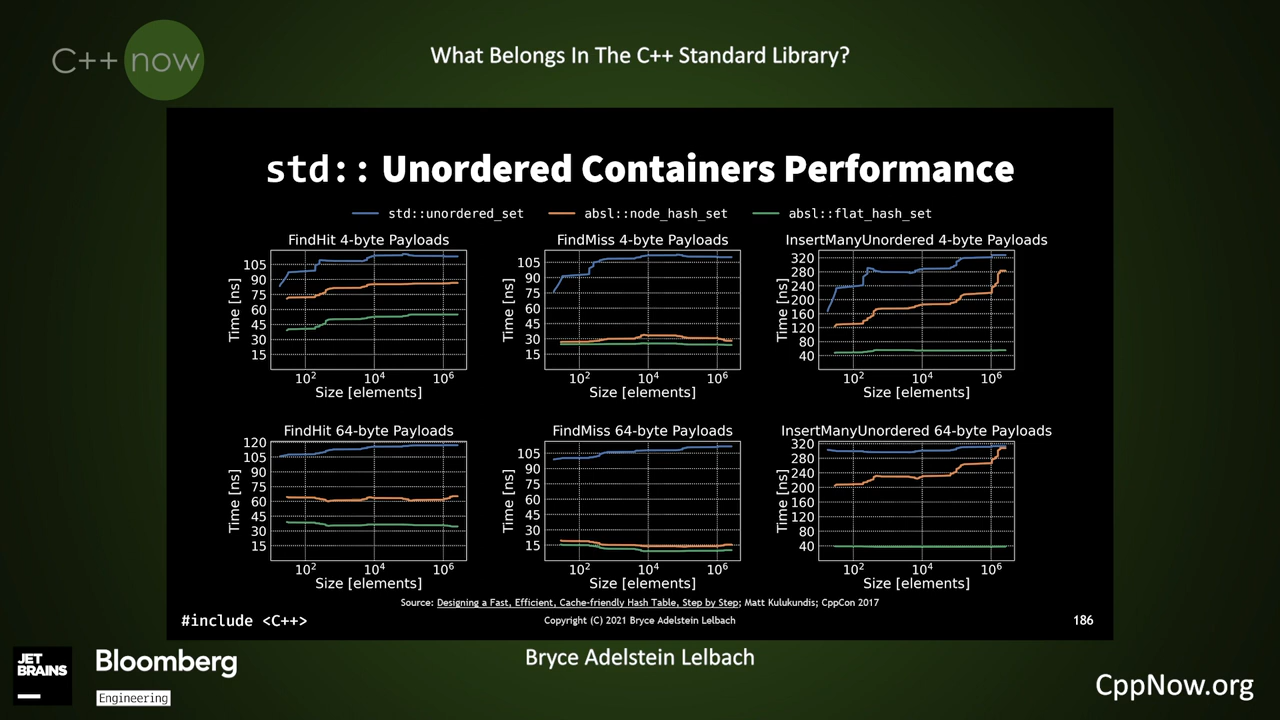 C++ now
What Belongs In The C++ Standard Library?
std:: Unordered Containers Performance
std::unordered_set absl::node_hash_set absl::flat_hash_set
FindHit 4-byte Payloads
105
90
75
60
45
30
15
Time [ns]
10² 10⁴ 10⁶
Size [elements]
FindMiss 4-byte Payloads
105
90
75
60
45
30
15
Time [ns]
10² 10⁴ 10⁶
Size [elements]
InsertManyUnordered 4-byte Payloads
320
280
240
200
160
120
80
40
Time [ns]
10² 10⁴ 10⁶
Size [elements]
FindHit 64-byte Payloads
120
105
90
75
60
45
30
15
Time [ns]
10² 10⁴ 10⁶
Size [elements]
FindMiss 64-byte Payloads
105
90
75
60
45
30
15
Time [ns]
10² 10⁴ 10⁶
Size [elements]
InsertManyUnordered 64-byte Payloads
320
280
240
200
160
120
80
40
Time [ns]
10² 10⁴ 10⁶
Size [elements]
Source: Designing a Fast, Efficient, Cache-friendly Hash Table, Step by Step; Matt Kulukundis; CppCon 2017
#include <C++>
Copyright (C) 2021 Bryce Adelstein Lelbach
186
JET
BRAINS
Bloomberg
Engineering
Bryce Adelstein Lelbach
CppNow.org